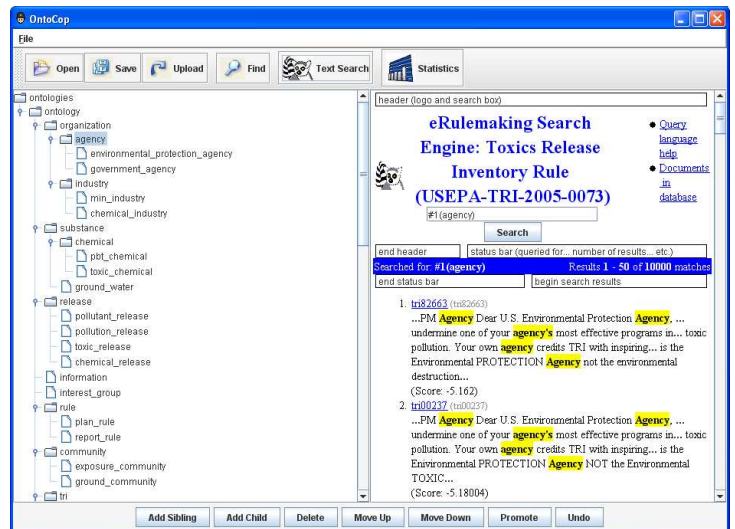 OntoCop
File
Open Save Upload Find Text Search Statistics
ontologies
ontology
organization
agency
environmental_protection_agency
government_agency
industry
min_industry
chemical_industry
substance
chemical
pbt_chemical
toxic_chemical
ground_water
release
pollutant_release
pollution_release
toxic_release
chemical_release
information
interest_group
rule
plan_rule
report_rule
community
exposure_community
ground_community
tri
header (logo and search box)
eRulemaking Search
Engine: Toxics Release
Inventory Rule
(USEPA-TRI-2005-0073)
Query
language
help
Documents
in
database
#1(agency)
Search
end header
status bar (queried for... number of results... etc.)
Searched for: #1(agency) Results 1 - 50 of 10000 matches
end status bar
begin search results
1. tri82663 (tri82663)
...PM Agency Dear U.S. Environmental Protection Agency, ...
undermine one of your agency's most effective programs in... toxic
pollution. Your own agency credits TRI with inspiring... is the
Environmental PROTECTION Agency not the environmental
destruction...
(Score: -5.162)
2. tri00237 (tri00237)
...PM Agency Dear U.S. Environmental Protection Agency, ...
undermine one of your agency's most effective programs in... toxic
pollution. Your own agency credits TRI with inspiring... is the
Enivironmental PROTECTION Agency NOT the Environmental
TOXIC...
(Score: -5.18004)
Add Sibling Add Child Delete Move Up Move Down Promote Undo